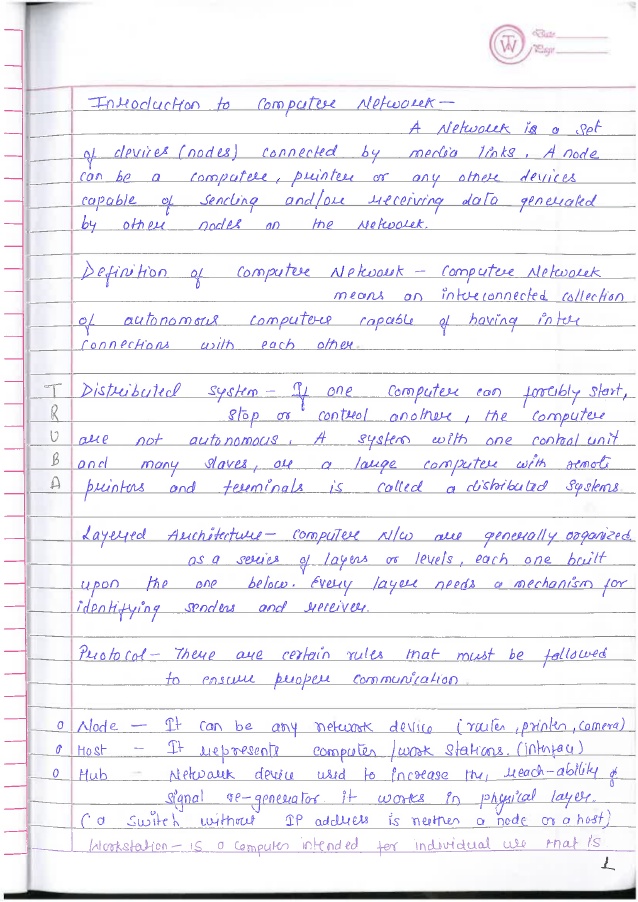 TW
Date
Page
Introduction to Computer Network –
A Network is a set
of devices (nodes) connected by media links. A node
can be a computer, printer or any other devices
capable of sending and/or receiving data generated
by other nodes on the Network.
Definition of Computer Network – Computer Network
means an interconnected collection
of autonomous computers capable of having inter
connections with each other.
T
R
U
B
A
Distributed system – If one computer can forcibly start,
stop or control another, the computer
are not autonomous. A system with one control unit
and many slaves, or a large computer with remote
printers and terminals is called a distributed systems
Layered Architecture – Computer N/w are generally organized
as a series of layers or levels, each one built
upon the one below. Every layer needs a mechanism for
identifying senders and receiver.
Protocol – There are certain rules that must be followed
to ensure proper communication.
o Node – It can be any network device (router, printer, camera)
o Host – It represents computer /work stations. (interface)
o Hub – Network device used to increase the reach-ability &
signal re-generator. it works in physical layer.
(a switch without IP address is neither a node or a host)
Workstation – is a computer intended for individual use that is
1